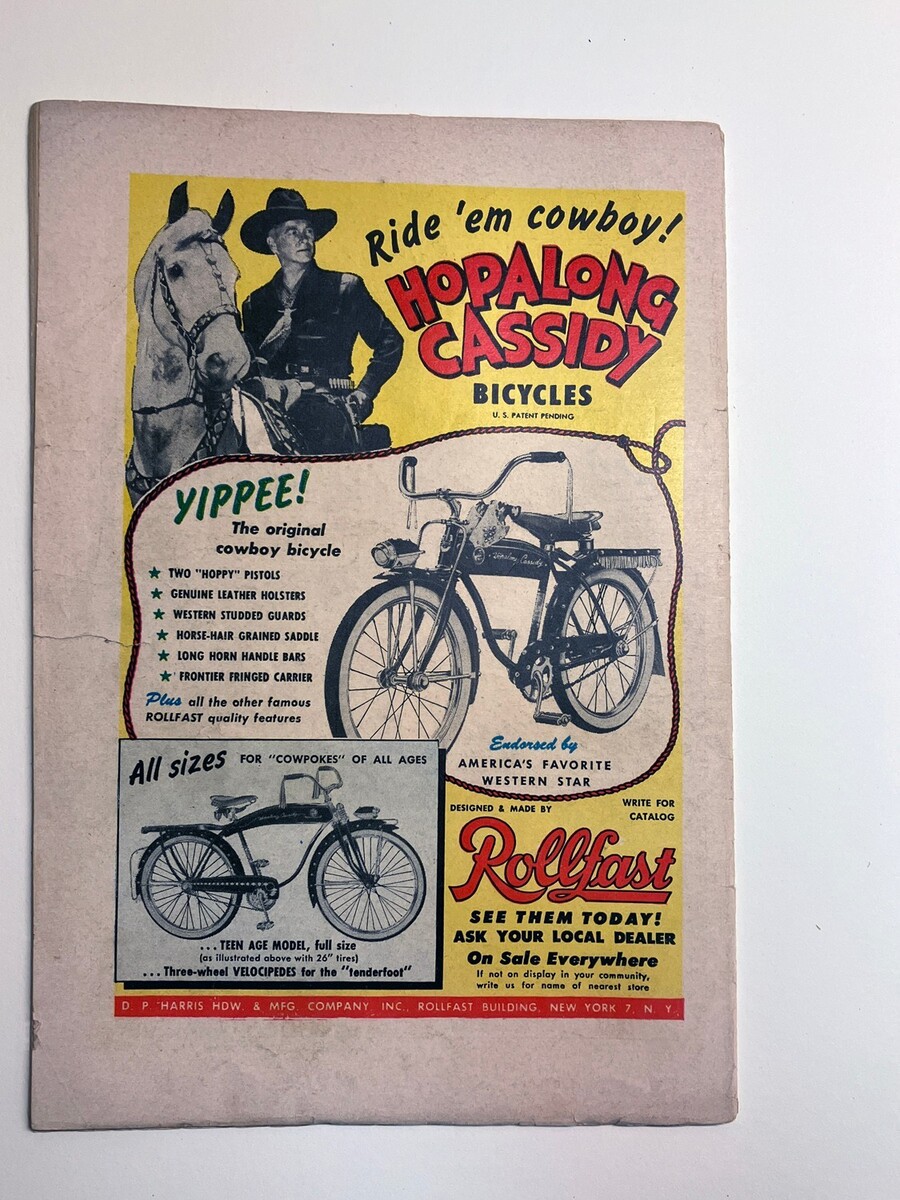 Ride 'em cowboy!
HOPALONG
CASSIDY
BICYCLES
U. S. PATENT PENDING
YIPPEE!
The original
cowboy bicycle
TWO "HOPPY" PISTOLS
GENUINE LEATHER HOLSTERS
WESTERN STUDDED GUARDS
HORSE-HAIR GRAINED SADDLE
LONG HORN HANDLE BARS
FRONTIER FRINGED CARRIER
Plus all the other famous
ROLLFAST quality features
Hopalong Cassidy
Endorsed by
AMERICA'S FAVORITE
WESTERN STAR
All sizes FOR "COWPOKES" OF ALL AGES
...TEEN AGE MODEL, full size
(as illustrated above with 26" tires)
...Three-wheel VELOCIPEDES for the "tenderfoot"
DESIGNED & MADE BY
WRITE FOR
CATALOG
Rollfast
SEE THEM TODAY!
ASK YOUR LOCAL DEALER
On Sale Everywhere
If not on display in your community,
write us for name of nearest store
D. P. HARRIS HDW. & MFG. COMPANY INC., ROLLFAST BUILDING, NEW YORK 7, N. Y.